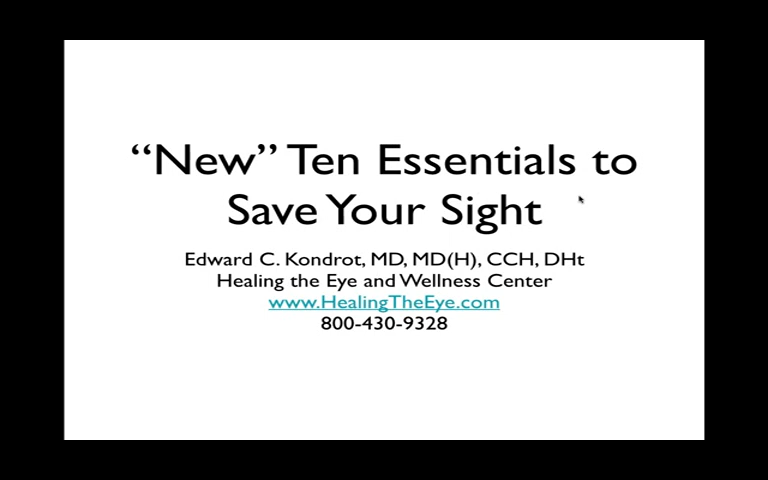 “New” Ten Essentials to
Save Your Sight
Edward C. Kondrot, MD, MD(H), CCH, DHt
Healing the Eye and Wellness Center
www.HealingTheEye.com
800-430-9328